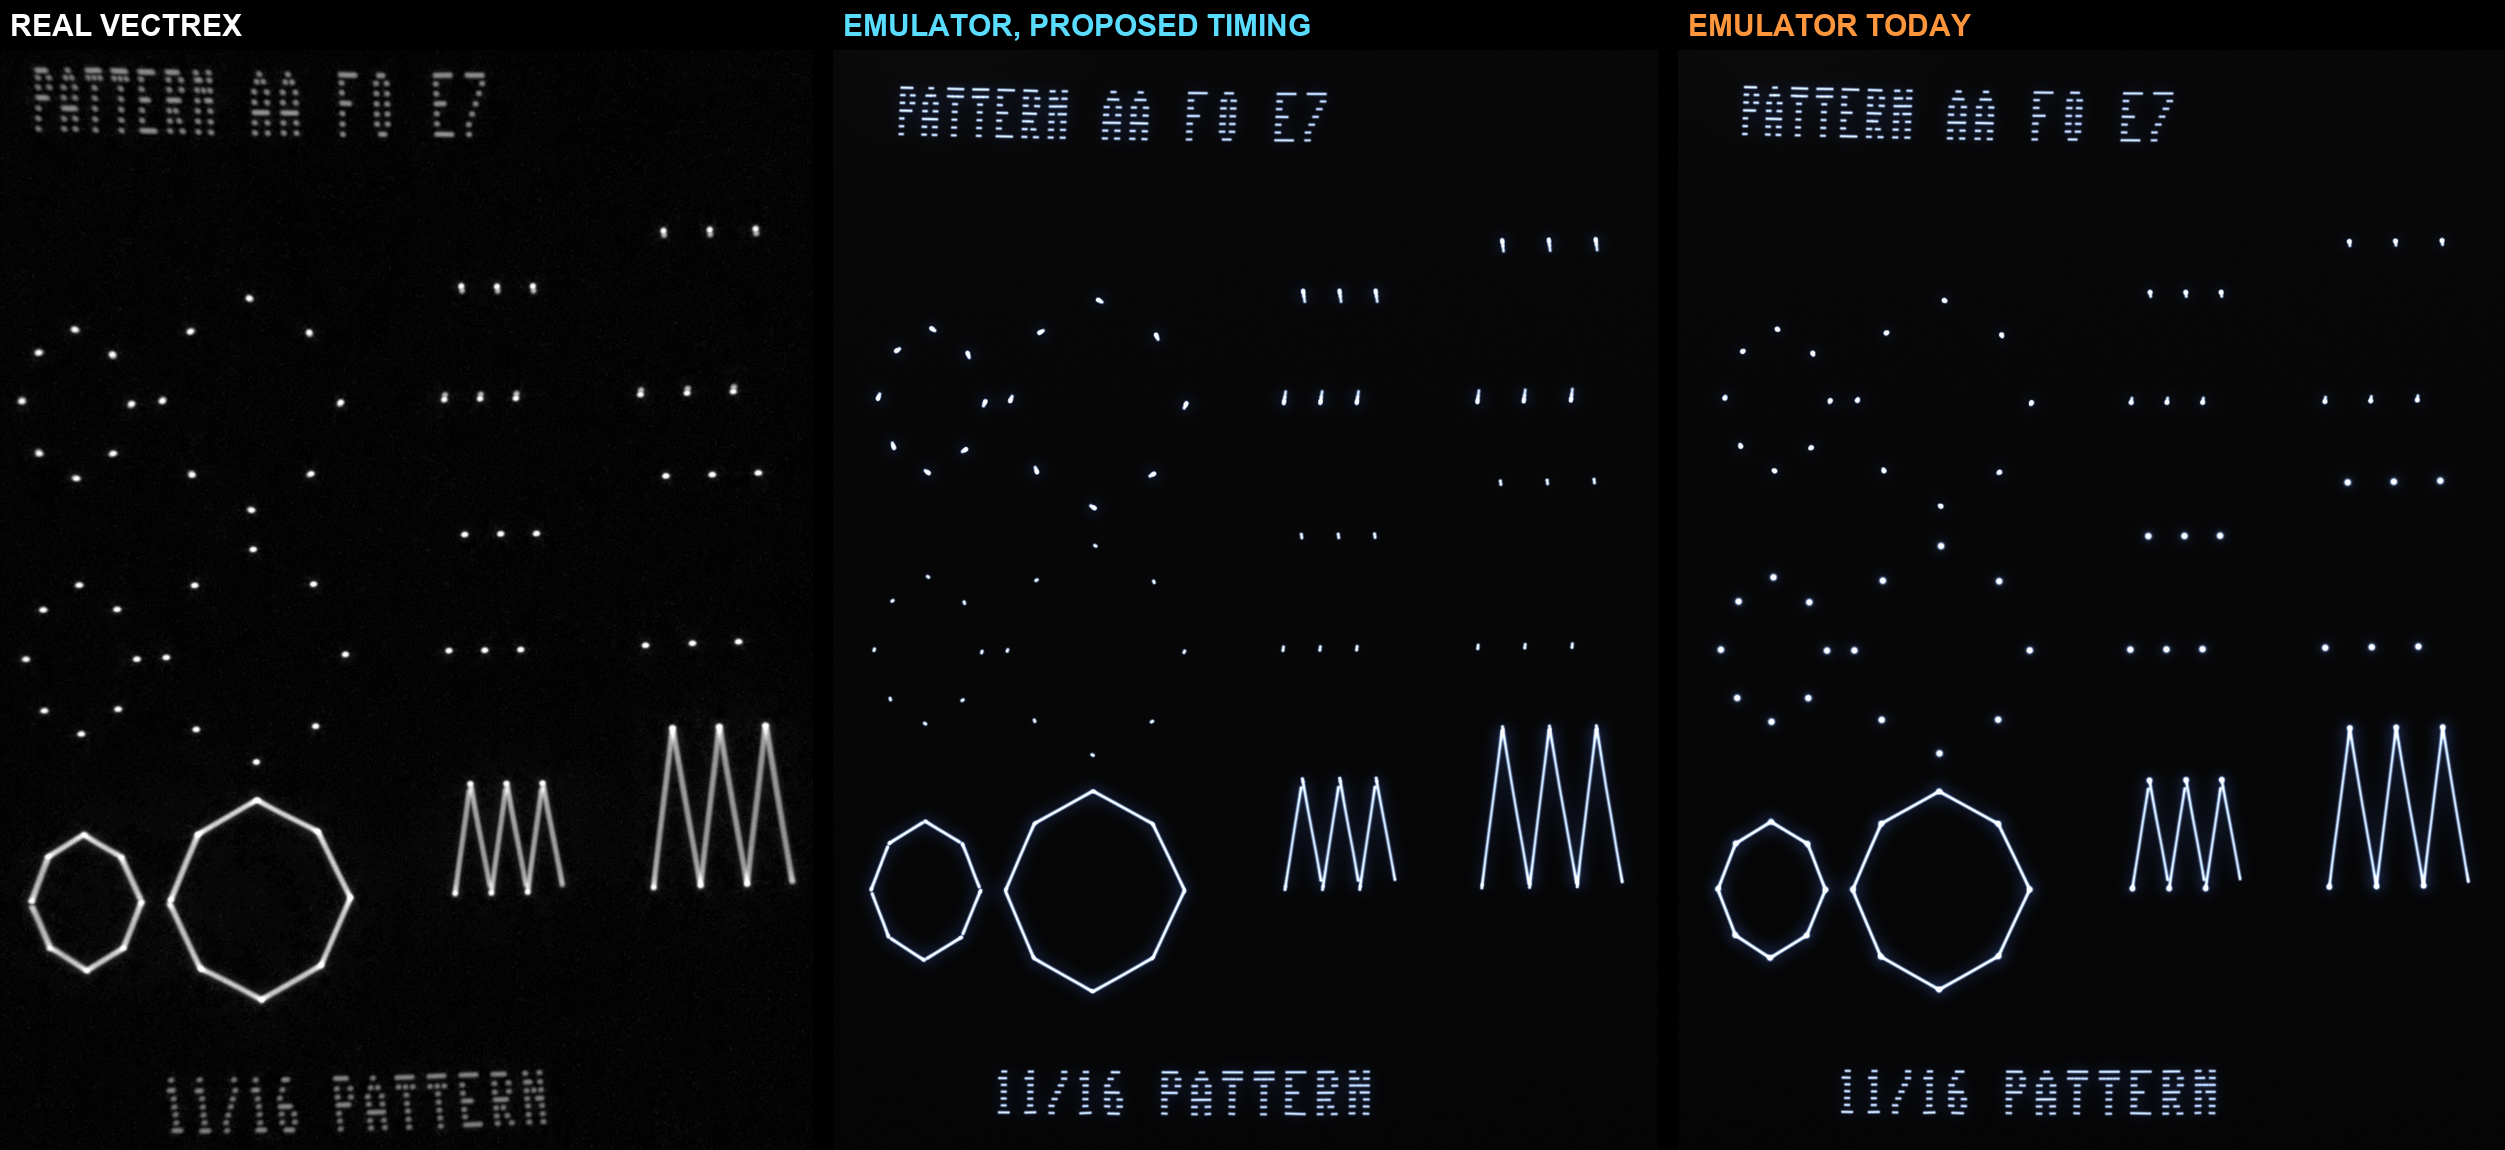 REAL VECTREX
EMULATOR, PROPOSED TIMING
EMULATOR TODAY
PATTERN AA F0 E7
PATTERN AA F0 E7
PATTERN AA F0 E7
11/16 PATTERN
11/16 PATTERN
11/16 PATTERN